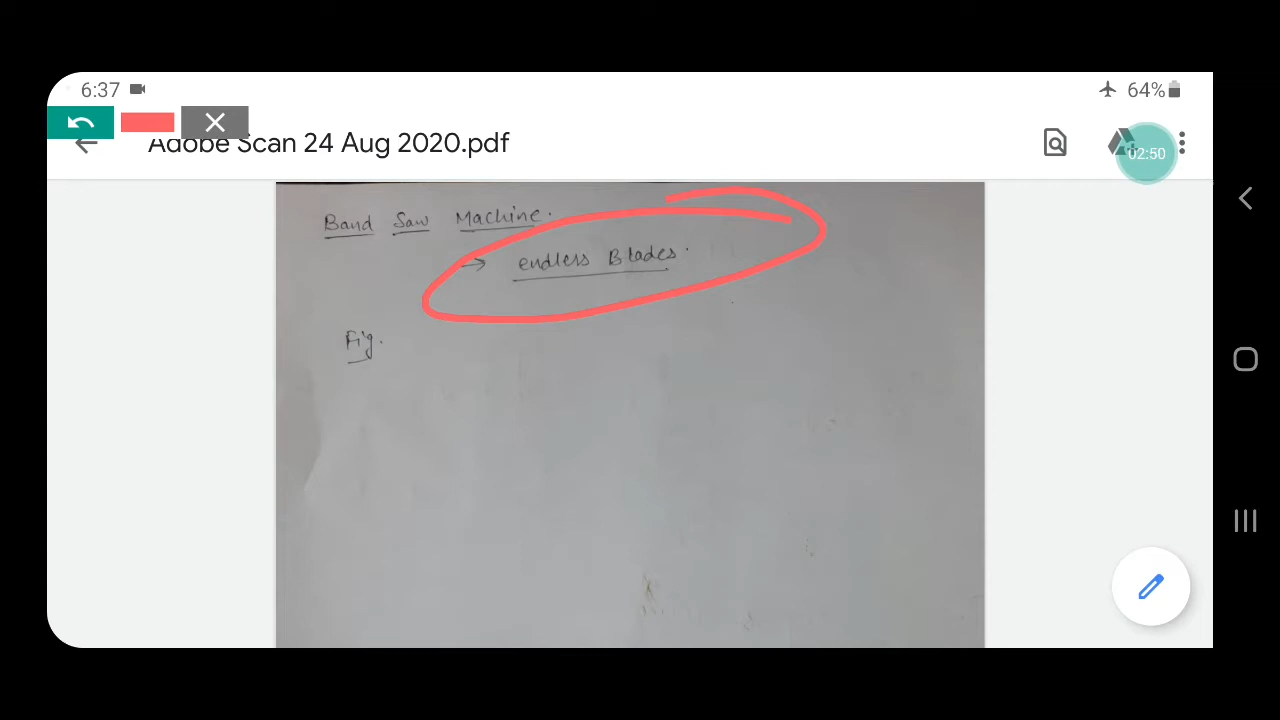 6:37
64%
Adobe Scan 24 Aug 2020.pdf
02:50
Band Saw Machine.
→ endless Blades.
Fig.